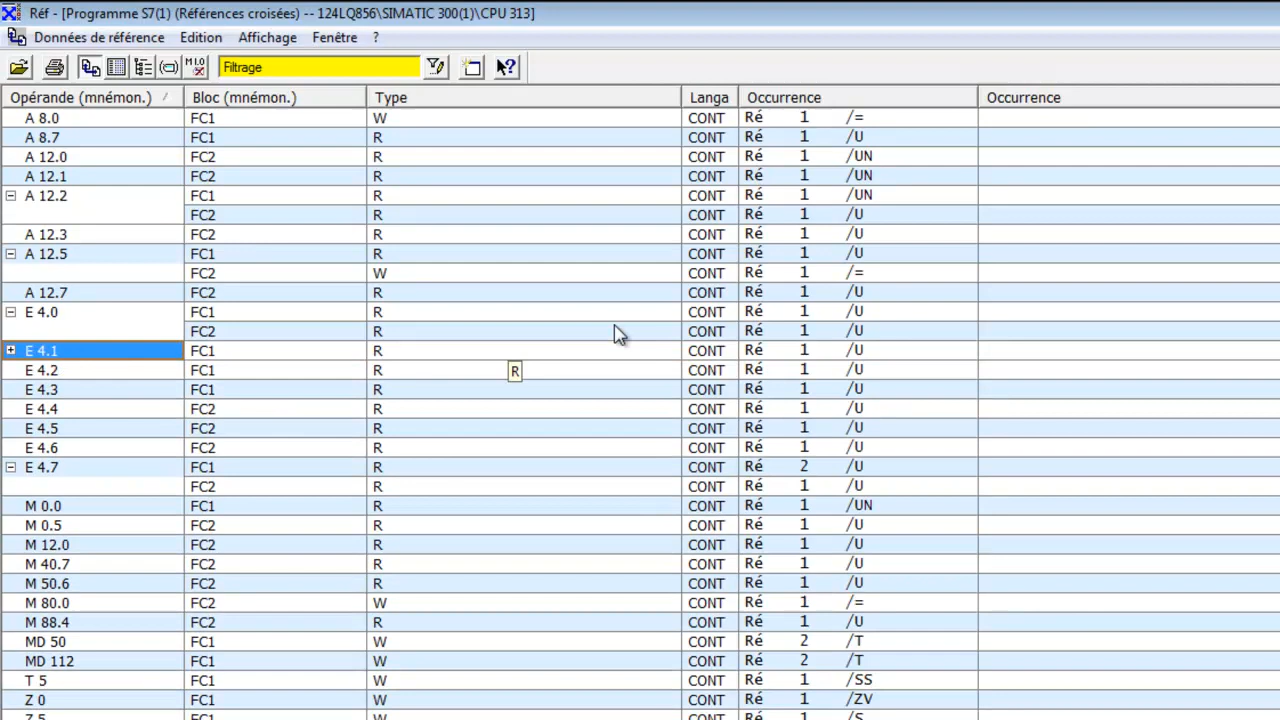 Réf - [Programme S7(1) (Références croisées) -- 124LQ856\SIMATIC 300(1)\CPU 313]
Données de référence Edition Affichage Fenêtre ?
M I.0 Filtrage
Opérande (mnémon.) / Bloc (mnémon.) Type Langa Occurrence Occurrence
A 8.0 FC1 W CONT Ré 1 /=
A 8.7 FC1 R CONT Ré 1 /U
A 12.0 FC2 R CONT Ré 1 /UN
A 12.1 FC2 R CONT Ré 1 /UN
A 12.2 FC1 R CONT Ré 1 /UN
FC2 R CONT Ré 1 /U
A 12.3 FC2 R CONT Ré 1 /U
A 12.5 FC1 R CONT Ré 1 /U
FC2 W CONT Ré 1 /=
A 12.7 FC2 R CONT Ré 1 /U
E 4.0 FC1 R CONT Ré 1 /U
FC2 R CONT Ré 1 /U
E 4.1 FC1 R CONT Ré 1 /U
E 4.2 FC1 R R CONT Ré 1 /U
E 4.3 FC1 R CONT Ré 1 /U
E 4.4 FC2 R CONT Ré 1 /U
E 4.5 FC2 R CONT Ré 1 /U
E 4.6 FC2 R CONT Ré 1 /U
E 4.7 FC1 R CONT Ré 2 /U
FC2 R CONT Ré 1 /U
M 0.0 FC1 R CONT Ré 1 /UN
M 0.5 FC2 R CONT Ré 1 /U
M 12.0 FC2 R CONT Ré 1 /U
M 40.7 FC2 R CONT Ré 1 /U
M 50.6 FC2 R CONT Ré 1 /U
M 80.0 FC2 W CONT Ré 1 /=
M 88.4 FC2 R CONT Ré 1 /U
MD 50 FC1 W CONT Ré 2 /T
MD 112 FC1 W CONT Ré 2 /T
T 5 FC1 W CONT Ré 1 /SS
Z 0 FC1 W CONT Ré 1 /ZV
Z 5 FC1 W CONT Ré 1 /S